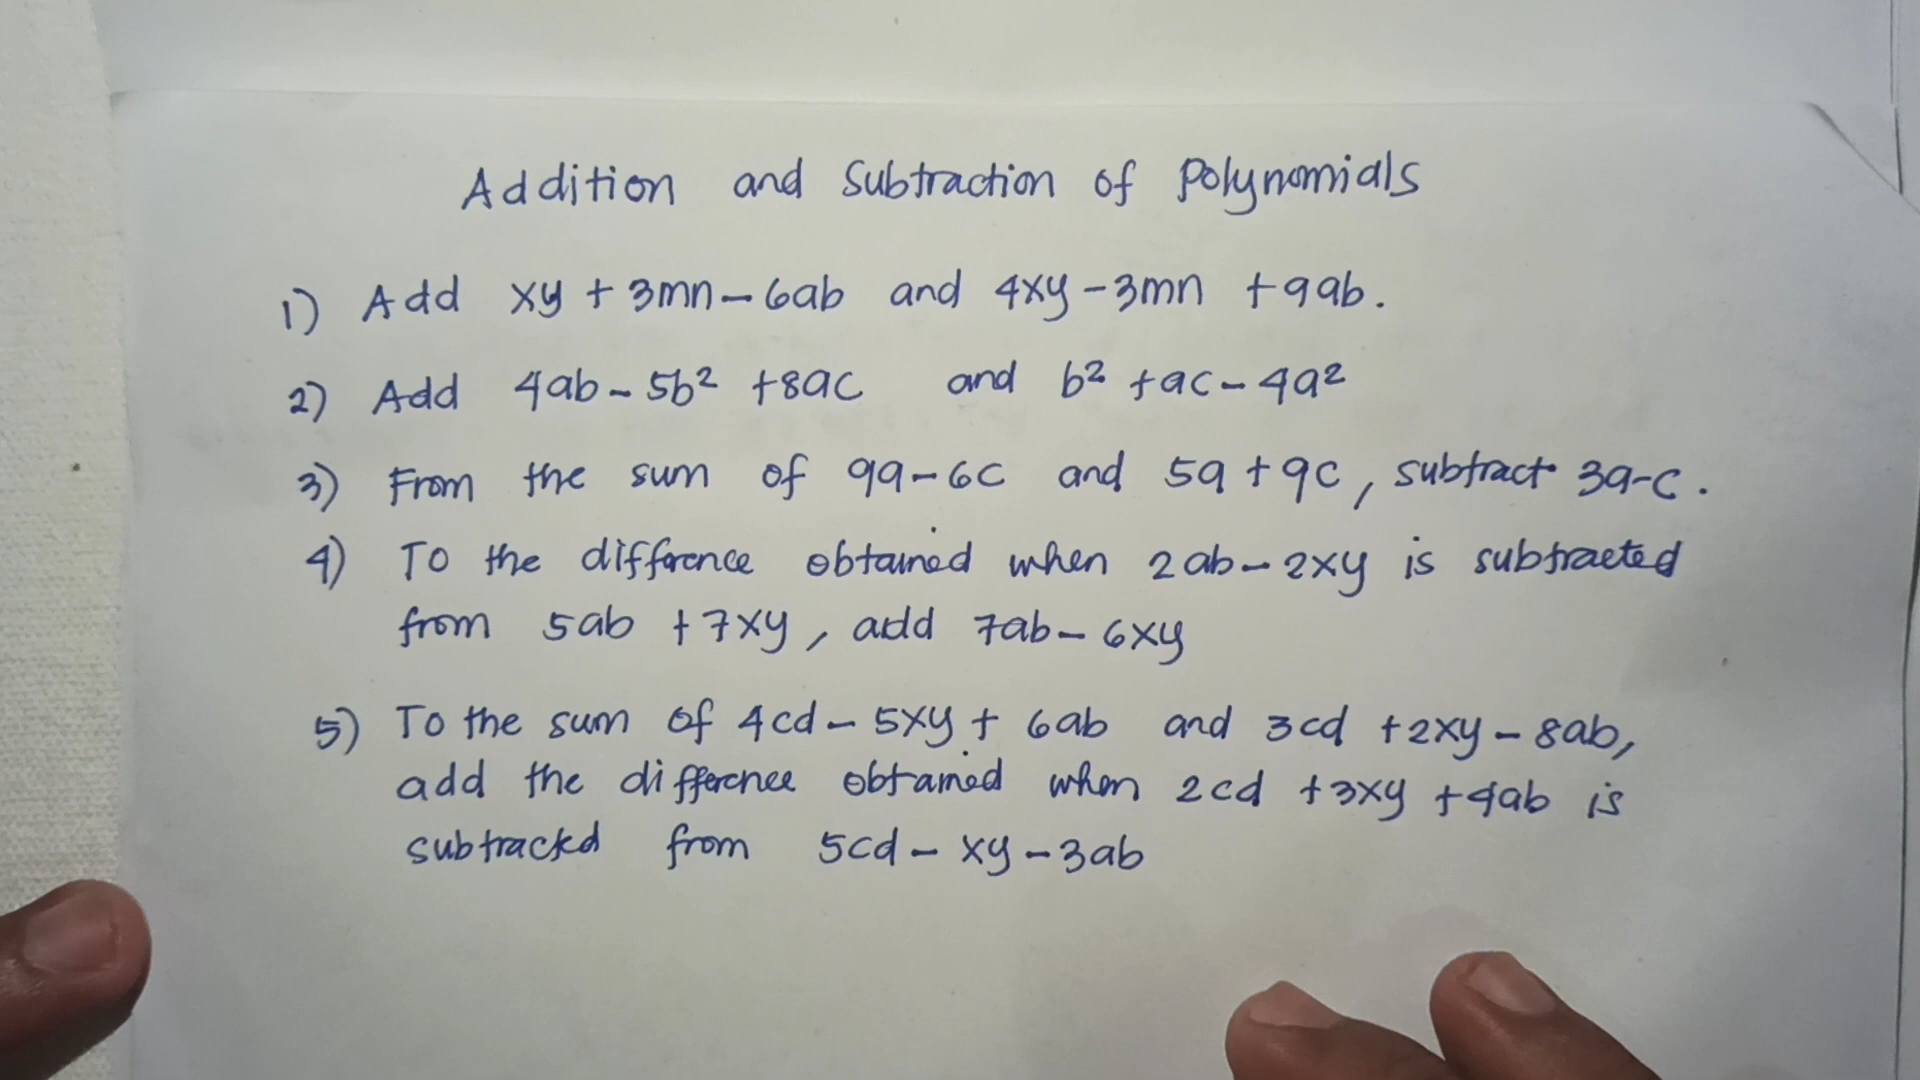 Addition and Subtraction of Polynomials
1) Add xy + 3mn - 6ab and 4xy - 3mn + 9ab.
2) Add 4ab - 5b² + 8ac and b² + ac - 4a²
3) From the sum of 9a - 6c and 5a + 9c, subtract 3a - c.
4) To the difference obtained when 2ab - 2xy is subtracted
from 5ab + 7xy, add 7ab - 6xy
5) To the sum of 4cd - 5xy + 6ab and 3cd + 2xy - 8ab,
add the difference obtained when 2cd + 3xy + 4ab is
subtracted from 5cd - xy - 3ab